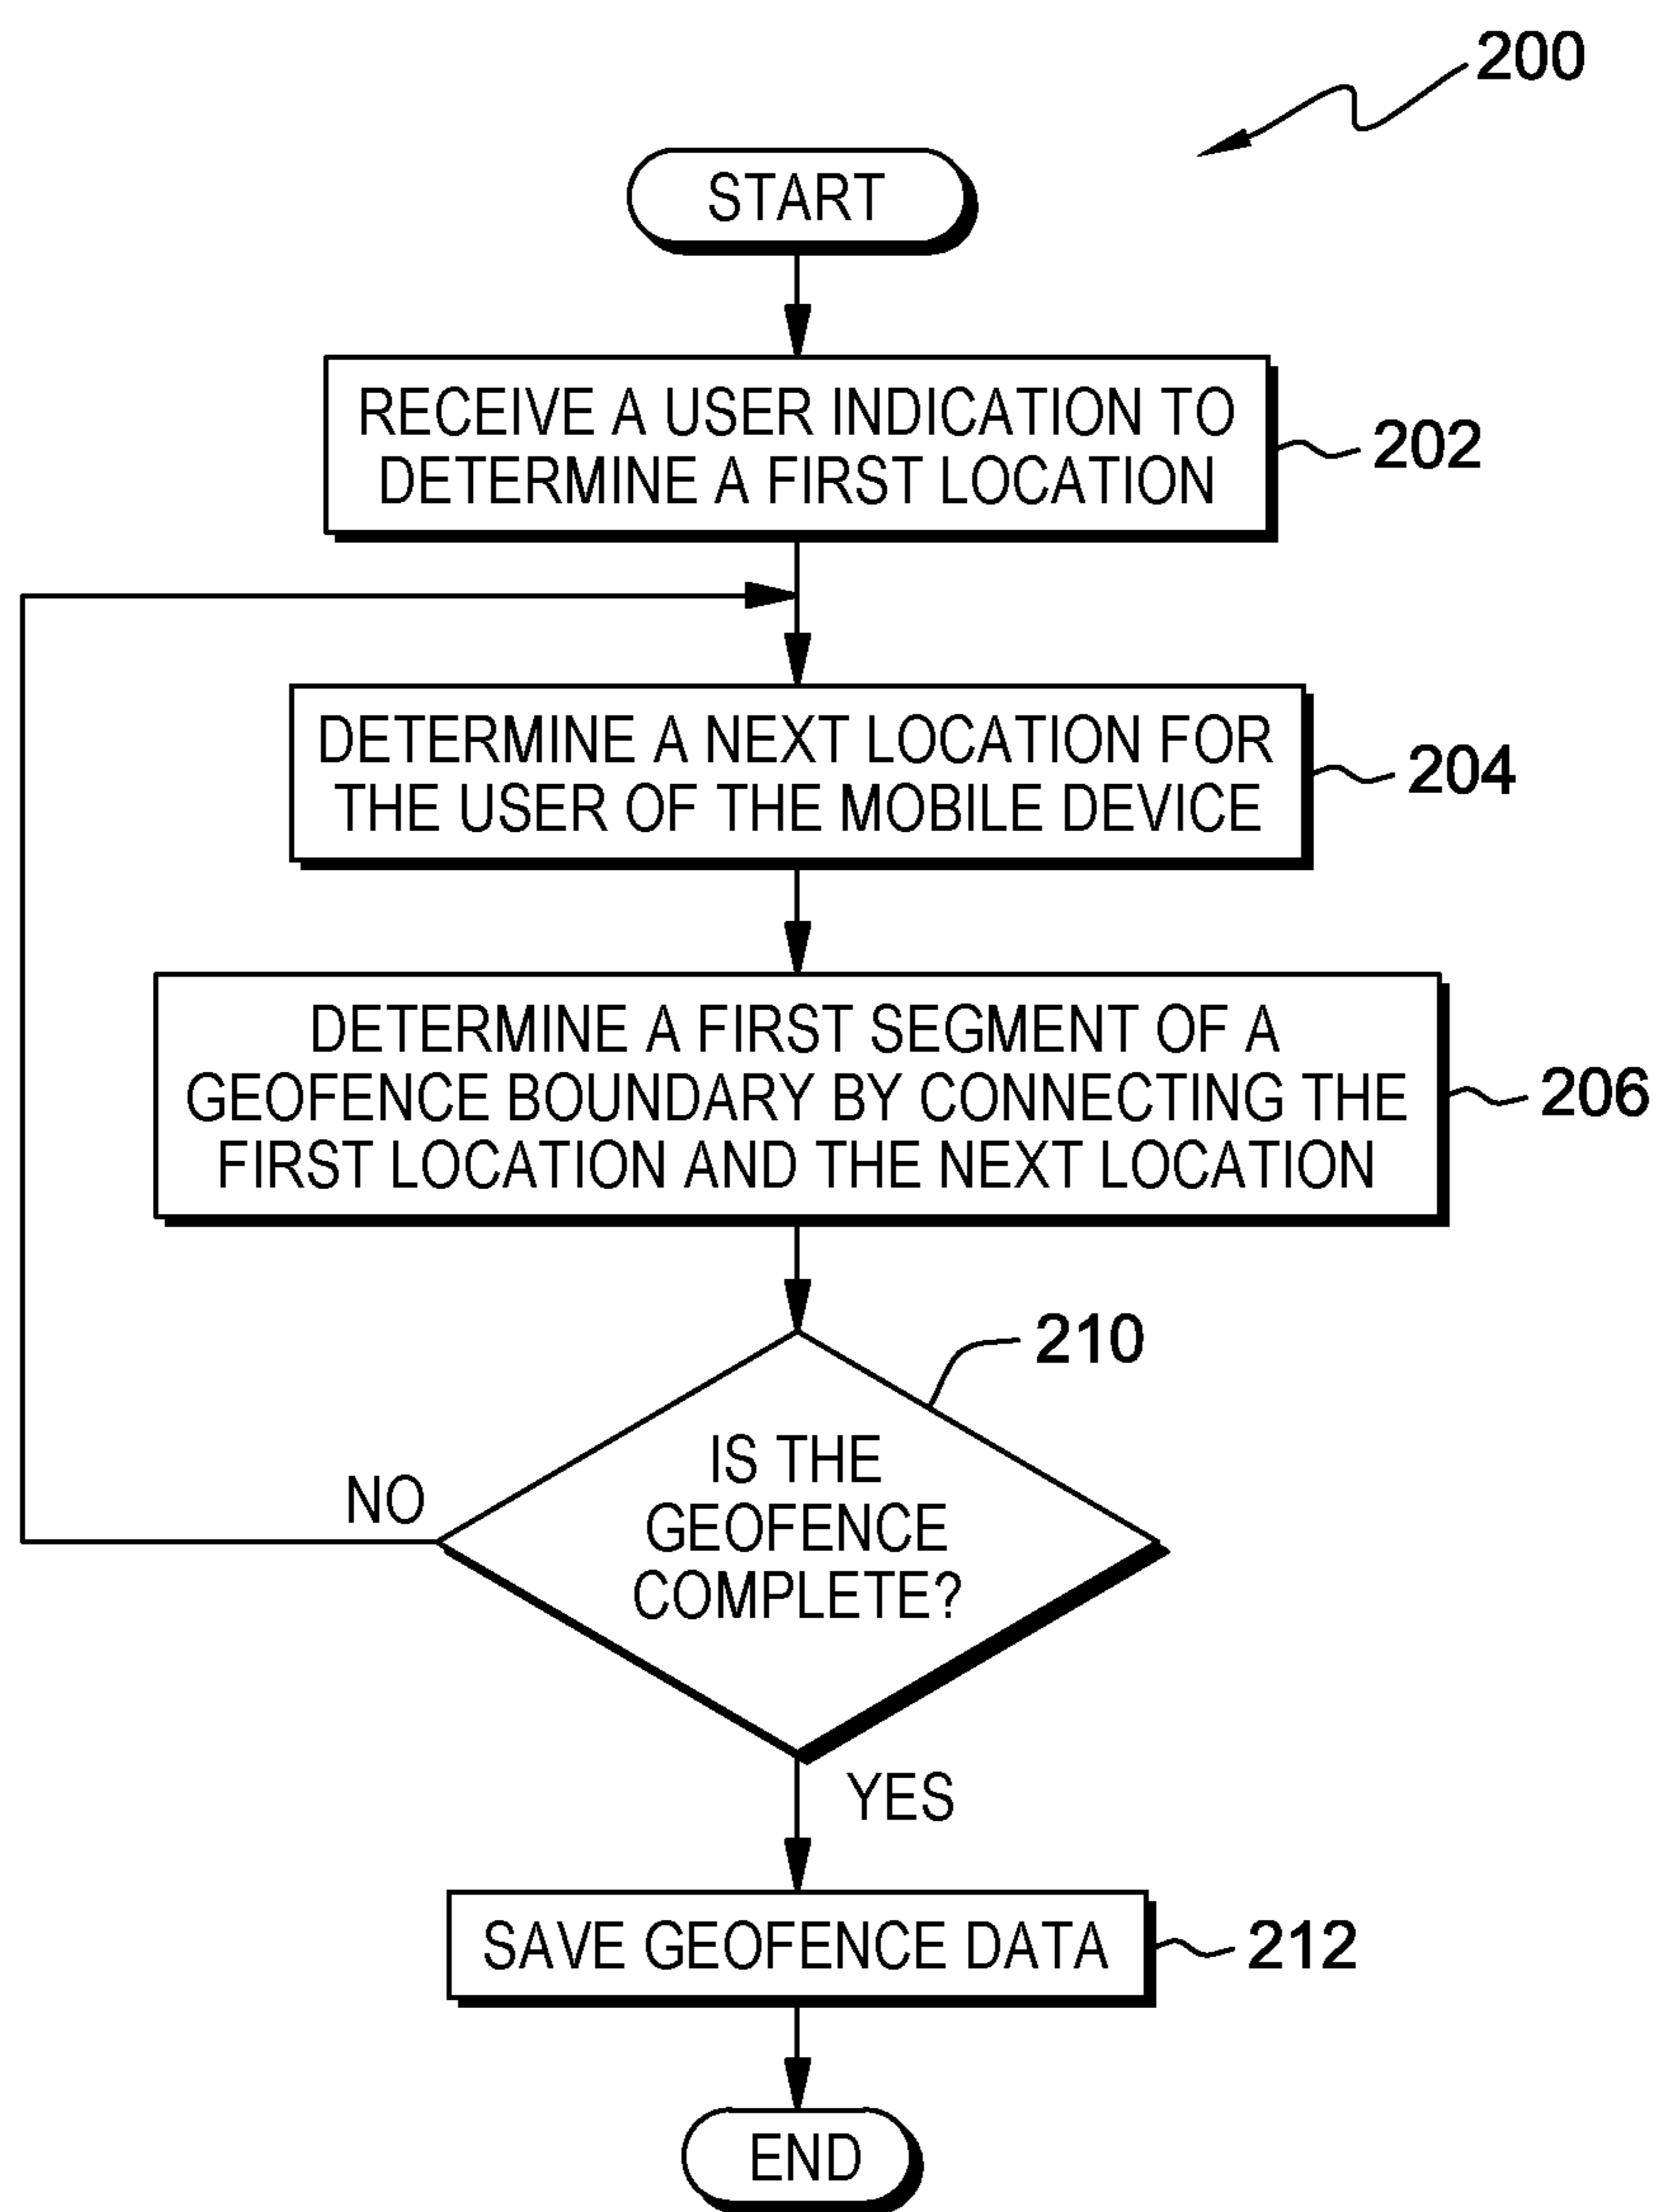 200
START
RECEIVE A USER INDICATION TO
DETERMINE A FIRST LOCATION
202
DETERMINE A NEXT LOCATION FOR
THE USER OF THE MOBILE DEVICE
204
DETERMINE A FIRST SEGMENT OF A
GEOFENCE BOUNDARY BY CONNECTING THE
FIRST LOCATION AND THE NEXT LOCATION
206
210
IS THE
GEOFENCE
COMPLETE?
NO
YES
SAVE GEOFENCE DATA
212
END